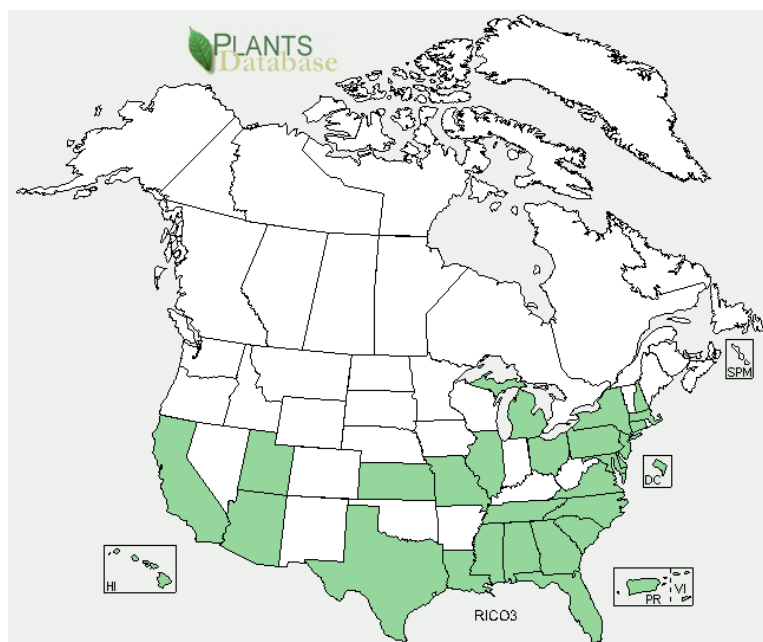 PLANTS
Database
SPM
DC
HI
PR
VI
RICO3